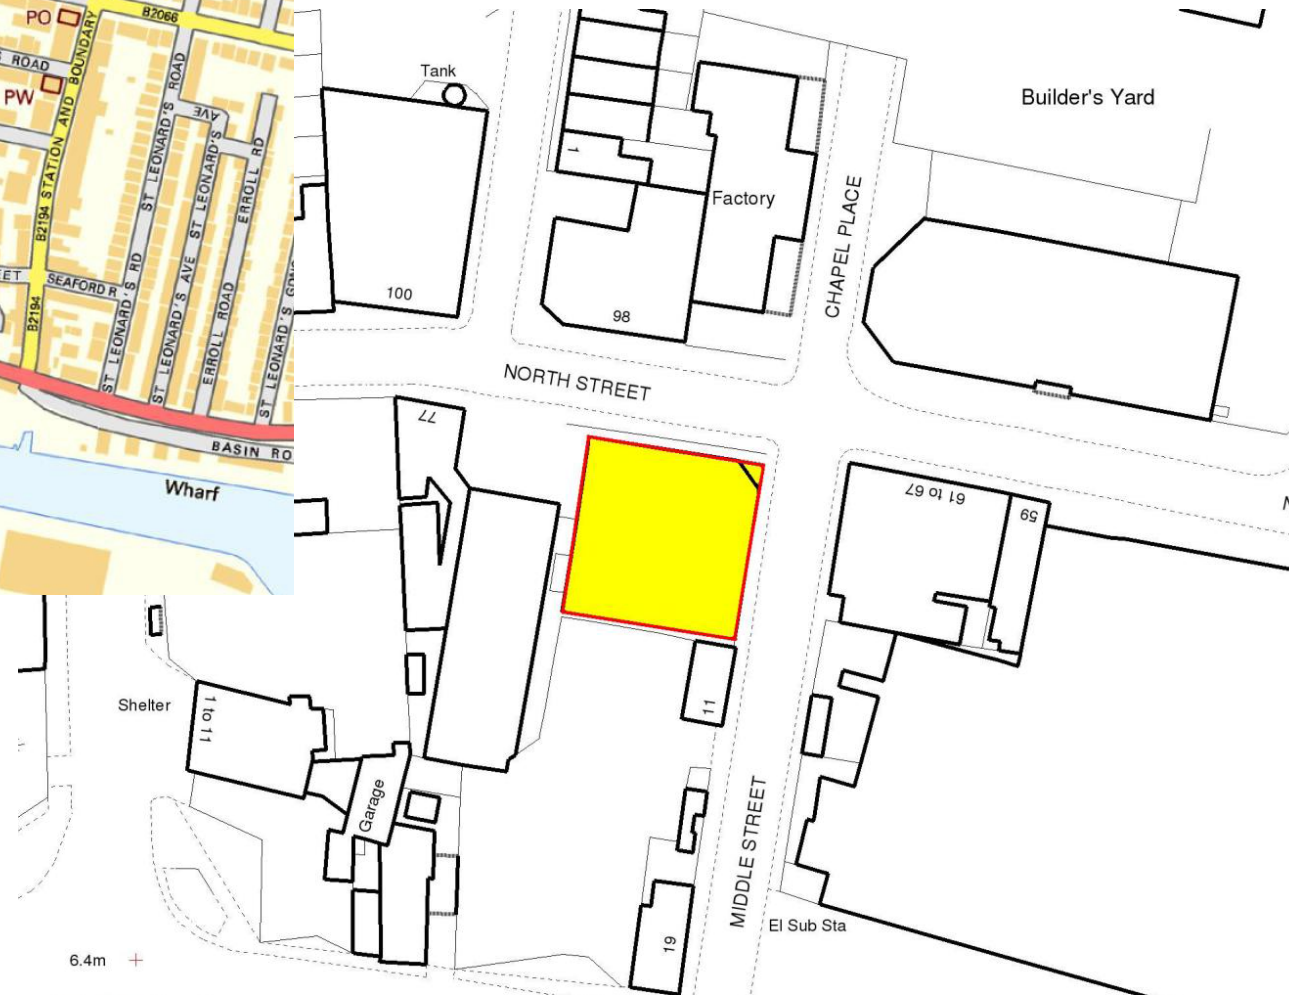 PO
B2066
S ROAD
PW
B2194 STATION AND BOUNDARY
ST LEONARD'S ROAD
ST LEONARD'S AVE
ERROLL RD
EET
SEAFORD R
B2194
ST LEONARD'S RD
ST LEONARD'S AVE
ERROLL ROAD
ST LEONARD'S GDNS
BASIN RO
Wharf
Tank
Builder's Yard
1
Factory
CHAPEL PLACE
100
98
NORTH STREET
77
61 to 67
59
N
Shelter
1 to 11
11
Garage
MIDDLE STREET
19
El Sub Sta
6.4m